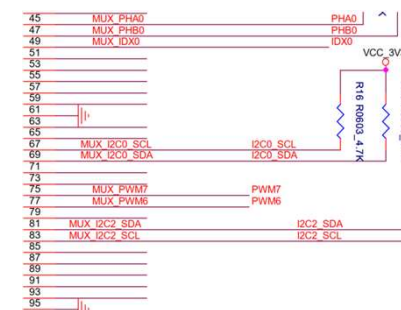 45 MUX_PHA0 PHA0
47 MUX_PHB0 PHB0
49 MUX_IDX0 IDX0
51
VCC_3V
53
55
57
59
61
63
65
R16 R0603_4.7K
67 MUX_I2C0_SCL I2C0_SCL
69 MUX_I2C0_SDA I2C0_SDA
71
73
75 MUX_PWM7 PWM7
77 MUX_PWM6 PWM6
79
81 MUX_I2C2_SDA I2C2_SDA
83 MUX_I2C2_SCL I2C2_SCL
85
87
89
91
93
95